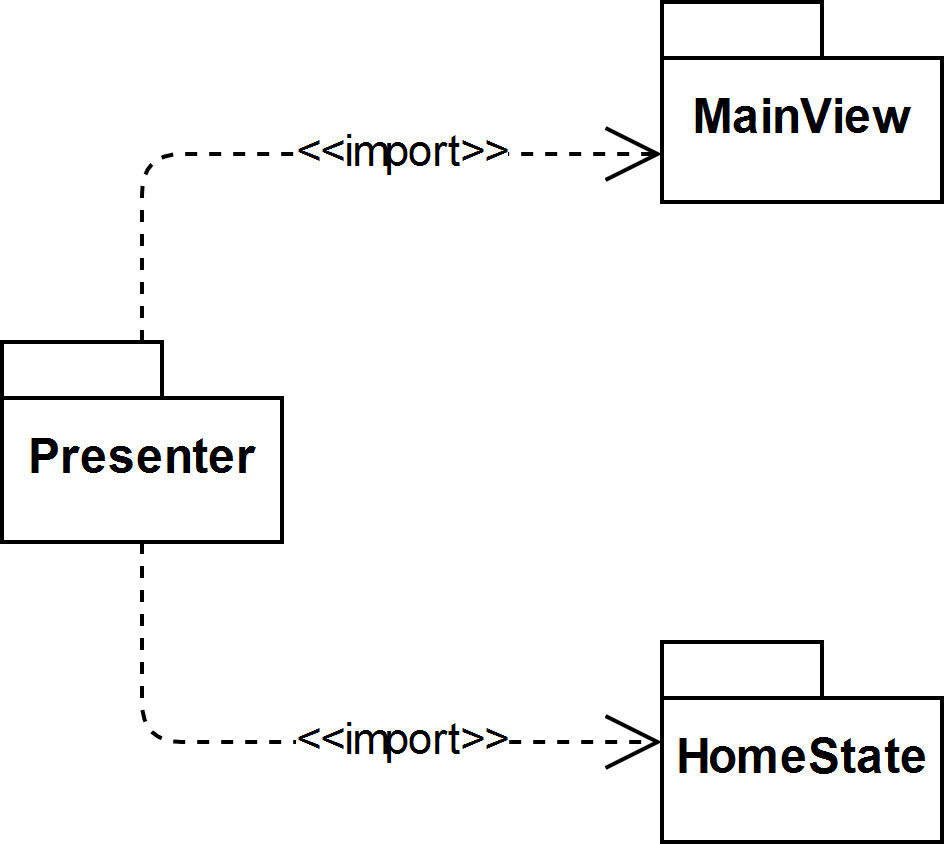 MainView
<<import>>
Presenter
<<import>>
HomeState